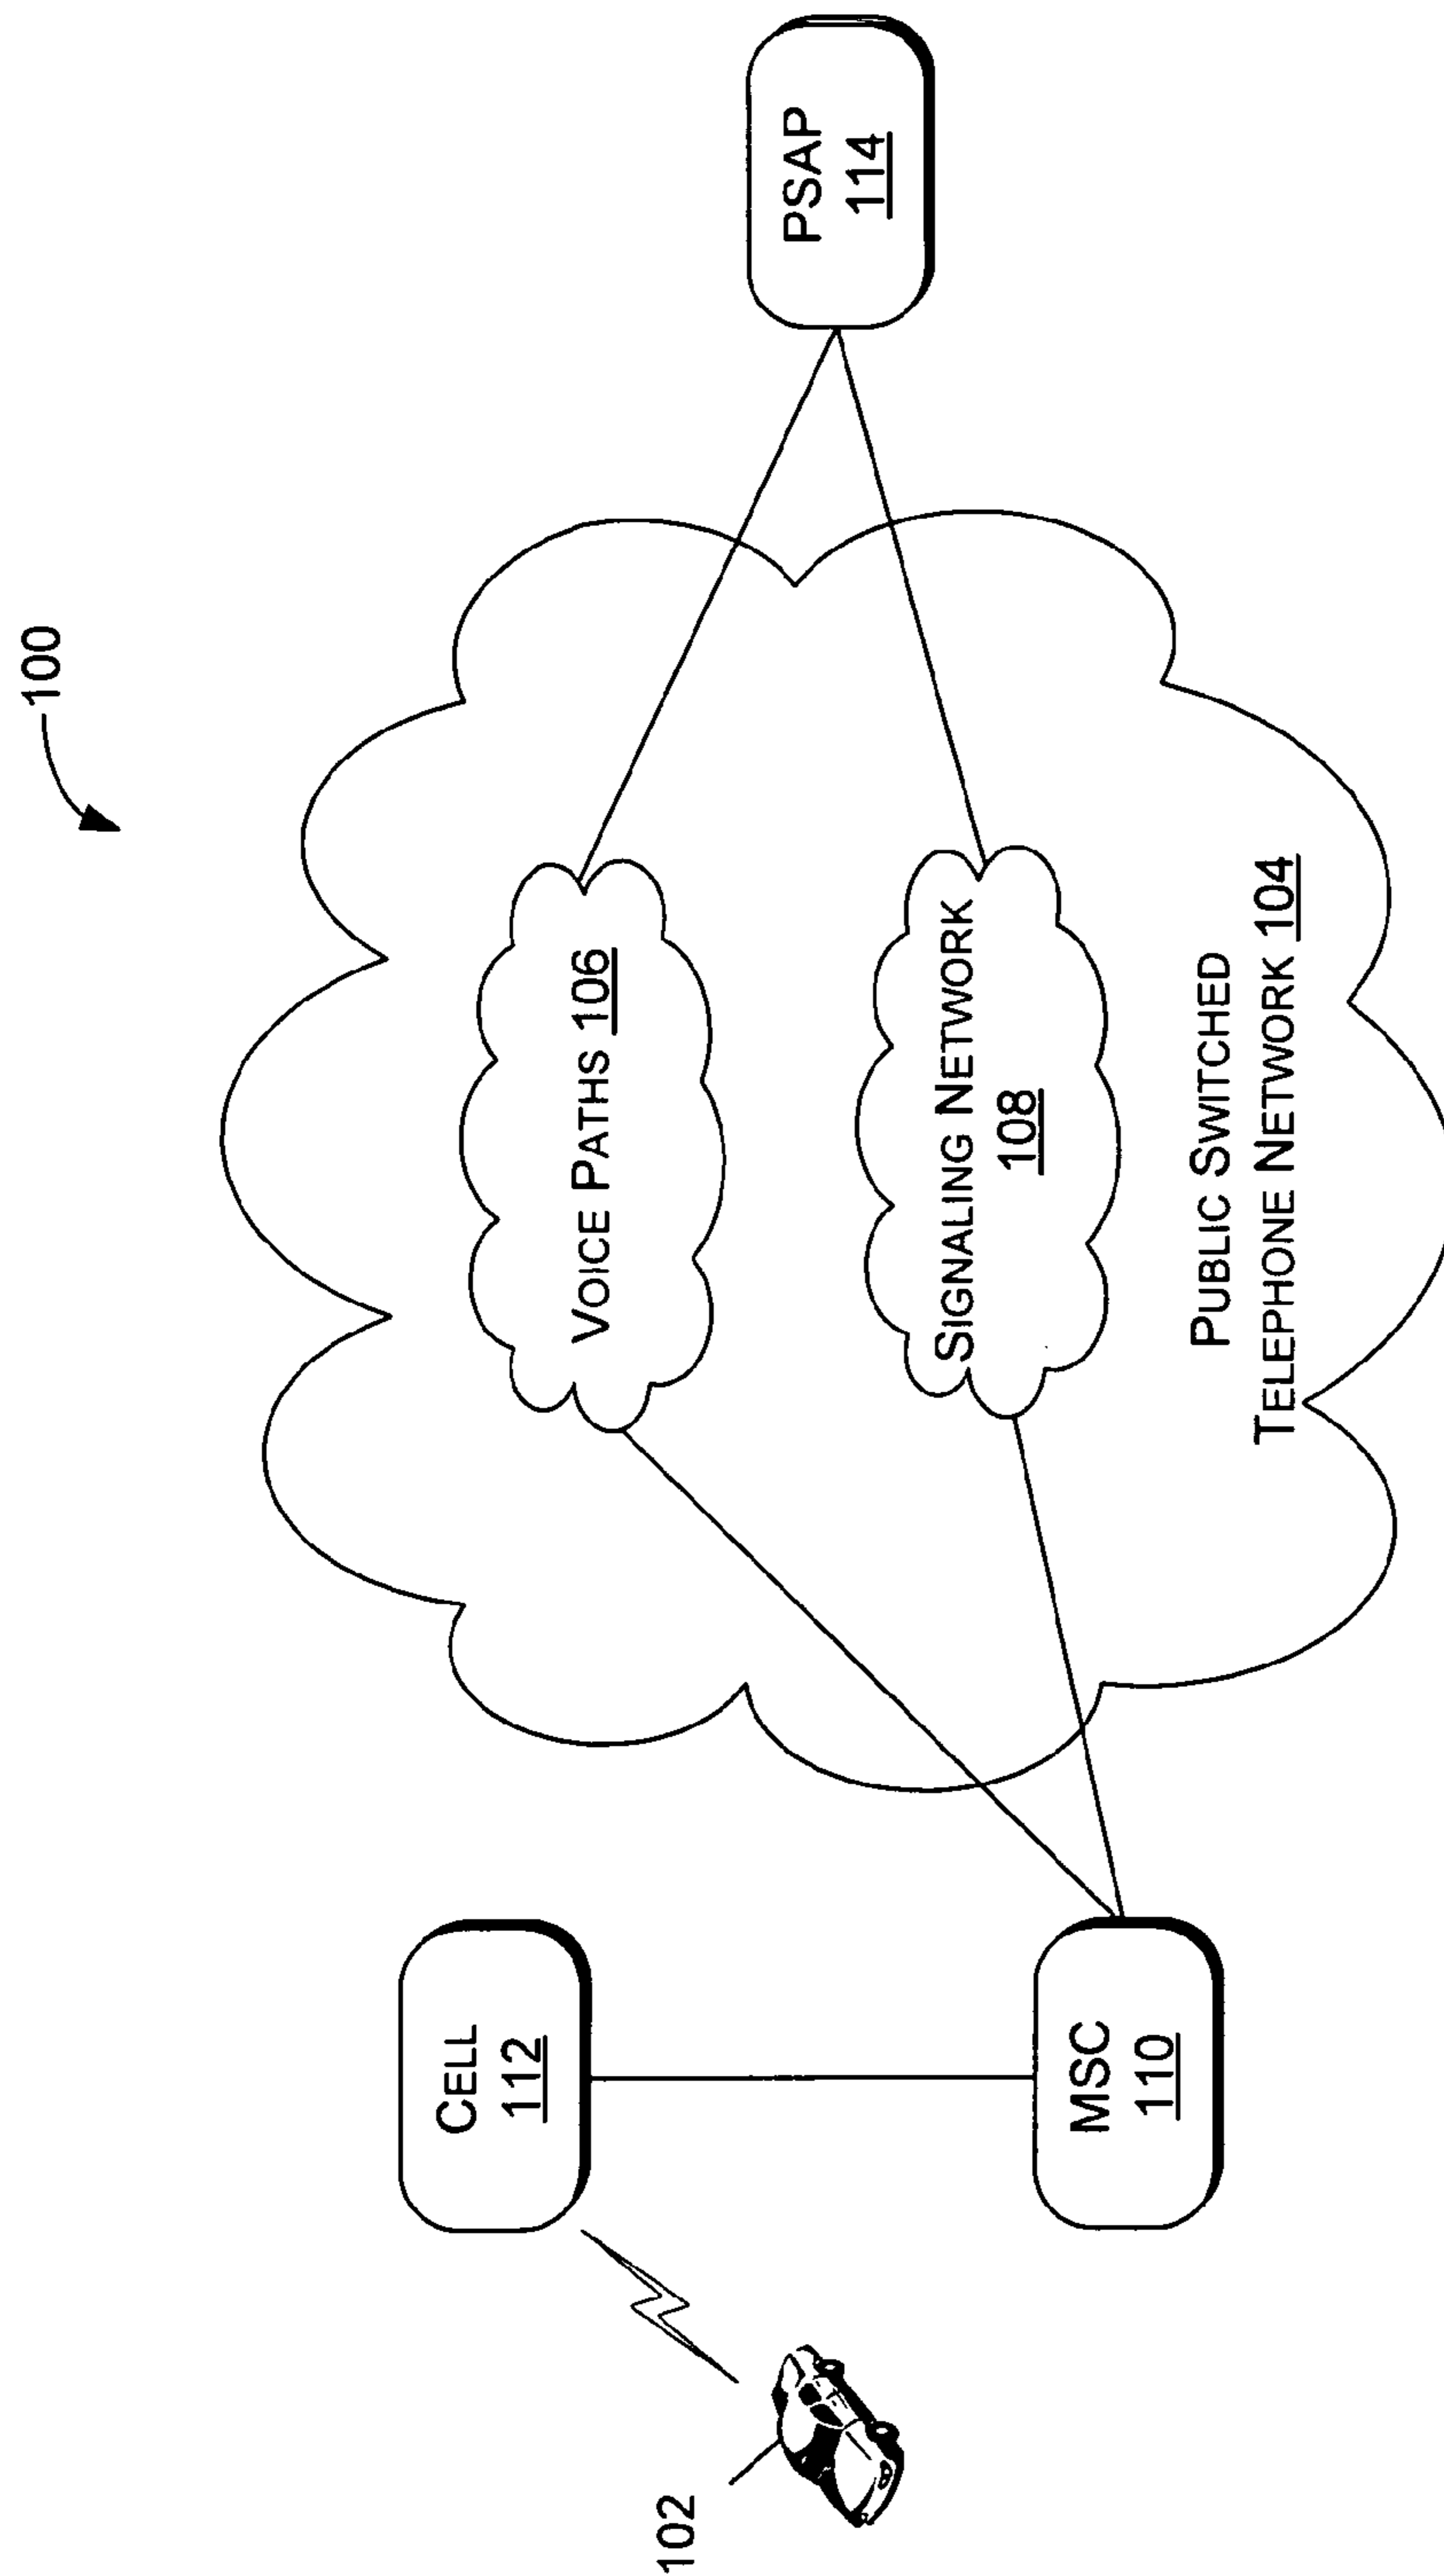 100
VOICE PATHS 106
SIGNALING NETWORK
108
PUBLIC SWITCHED
TELEPHONE NETWORK 104
CELL
112
MSC
110
PSAP
114
102